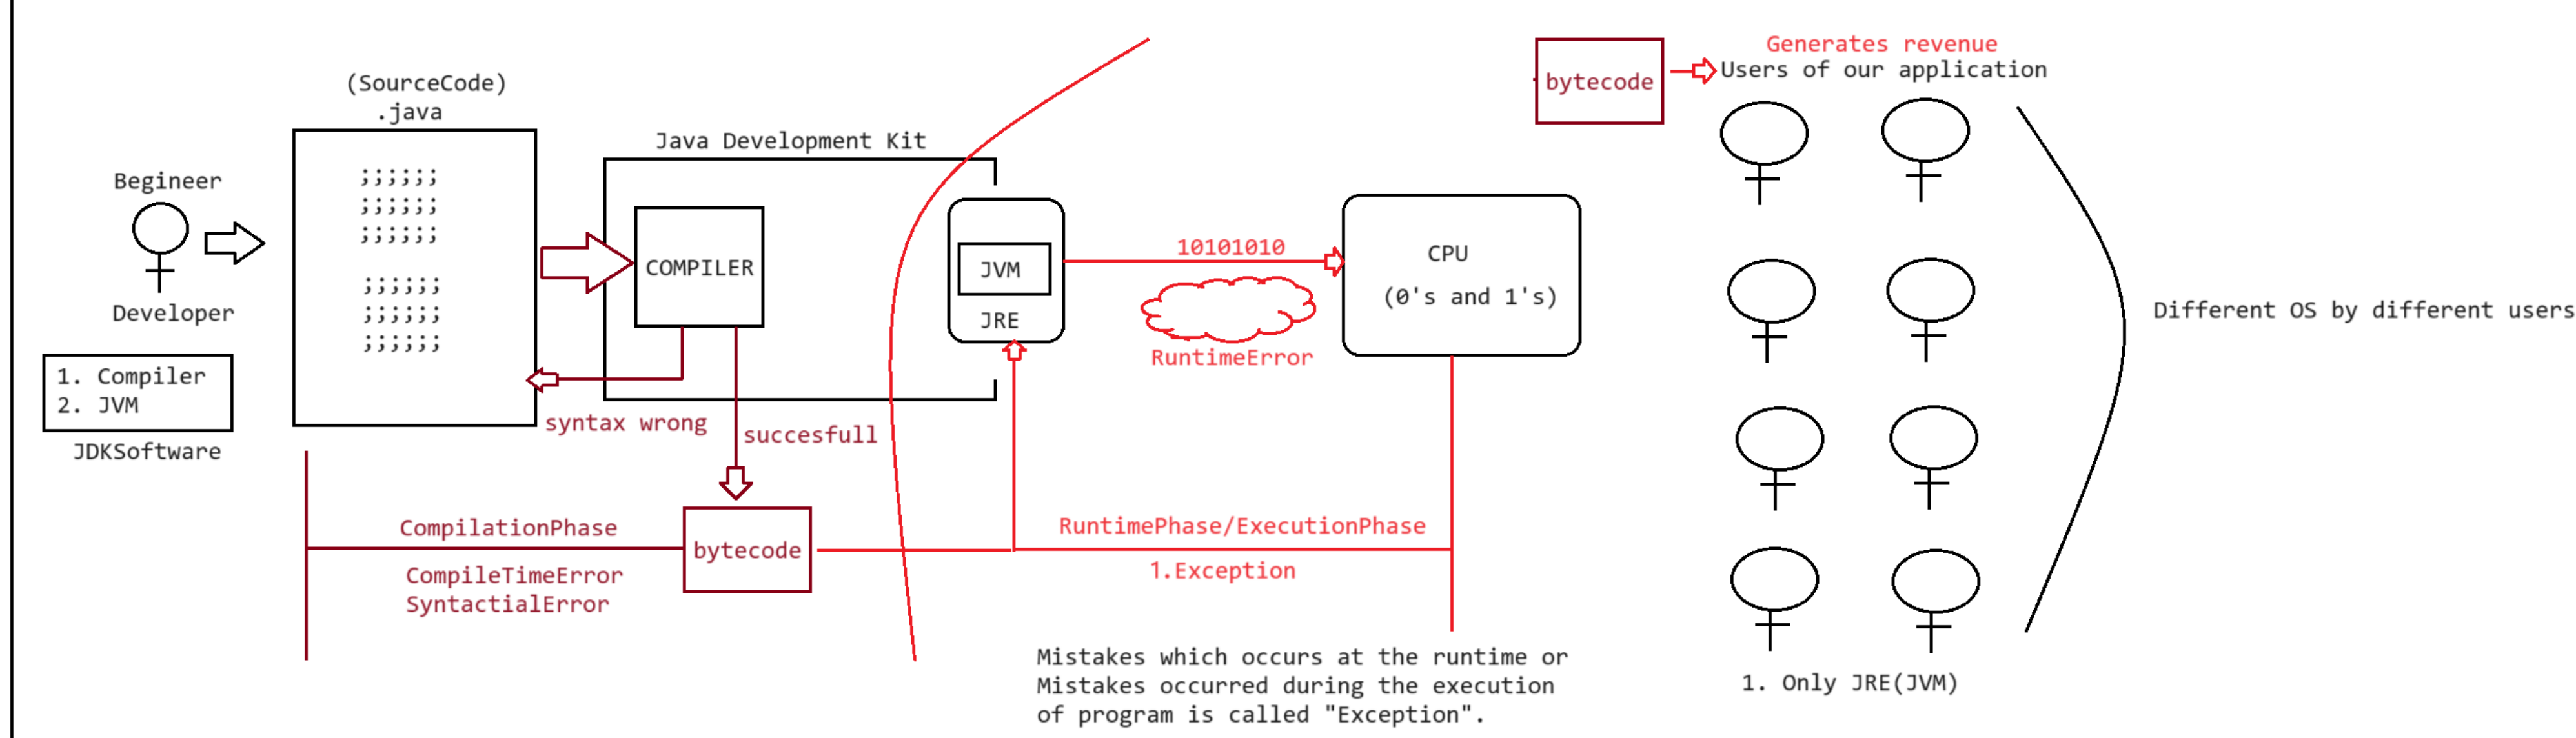 (SourceCode)
.java
;;;;;;
;;;;;;
;;;;;;
;;;;;;
;;;;;;
;;;;;;
Begineer
Developer
1. Compiler
2. JVM
JDKSoftware
Java Development Kit
COMPILER
syntax wrong
succesfull
bytecode
CompilationPhase
CompileTimeError
SyntactialError
JVM
JRE
10101010
RuntimeError
CPU
(0's and 1's)
RuntimePhase/ExecutionPhase
1.Exception
Mistakes which occurs at the runtime or
Mistakes occurred during the execution
of program is called "Exception".
bytecode
Generates revenue
Users of our application
Different OS by different users
1. Only JRE(JVM)